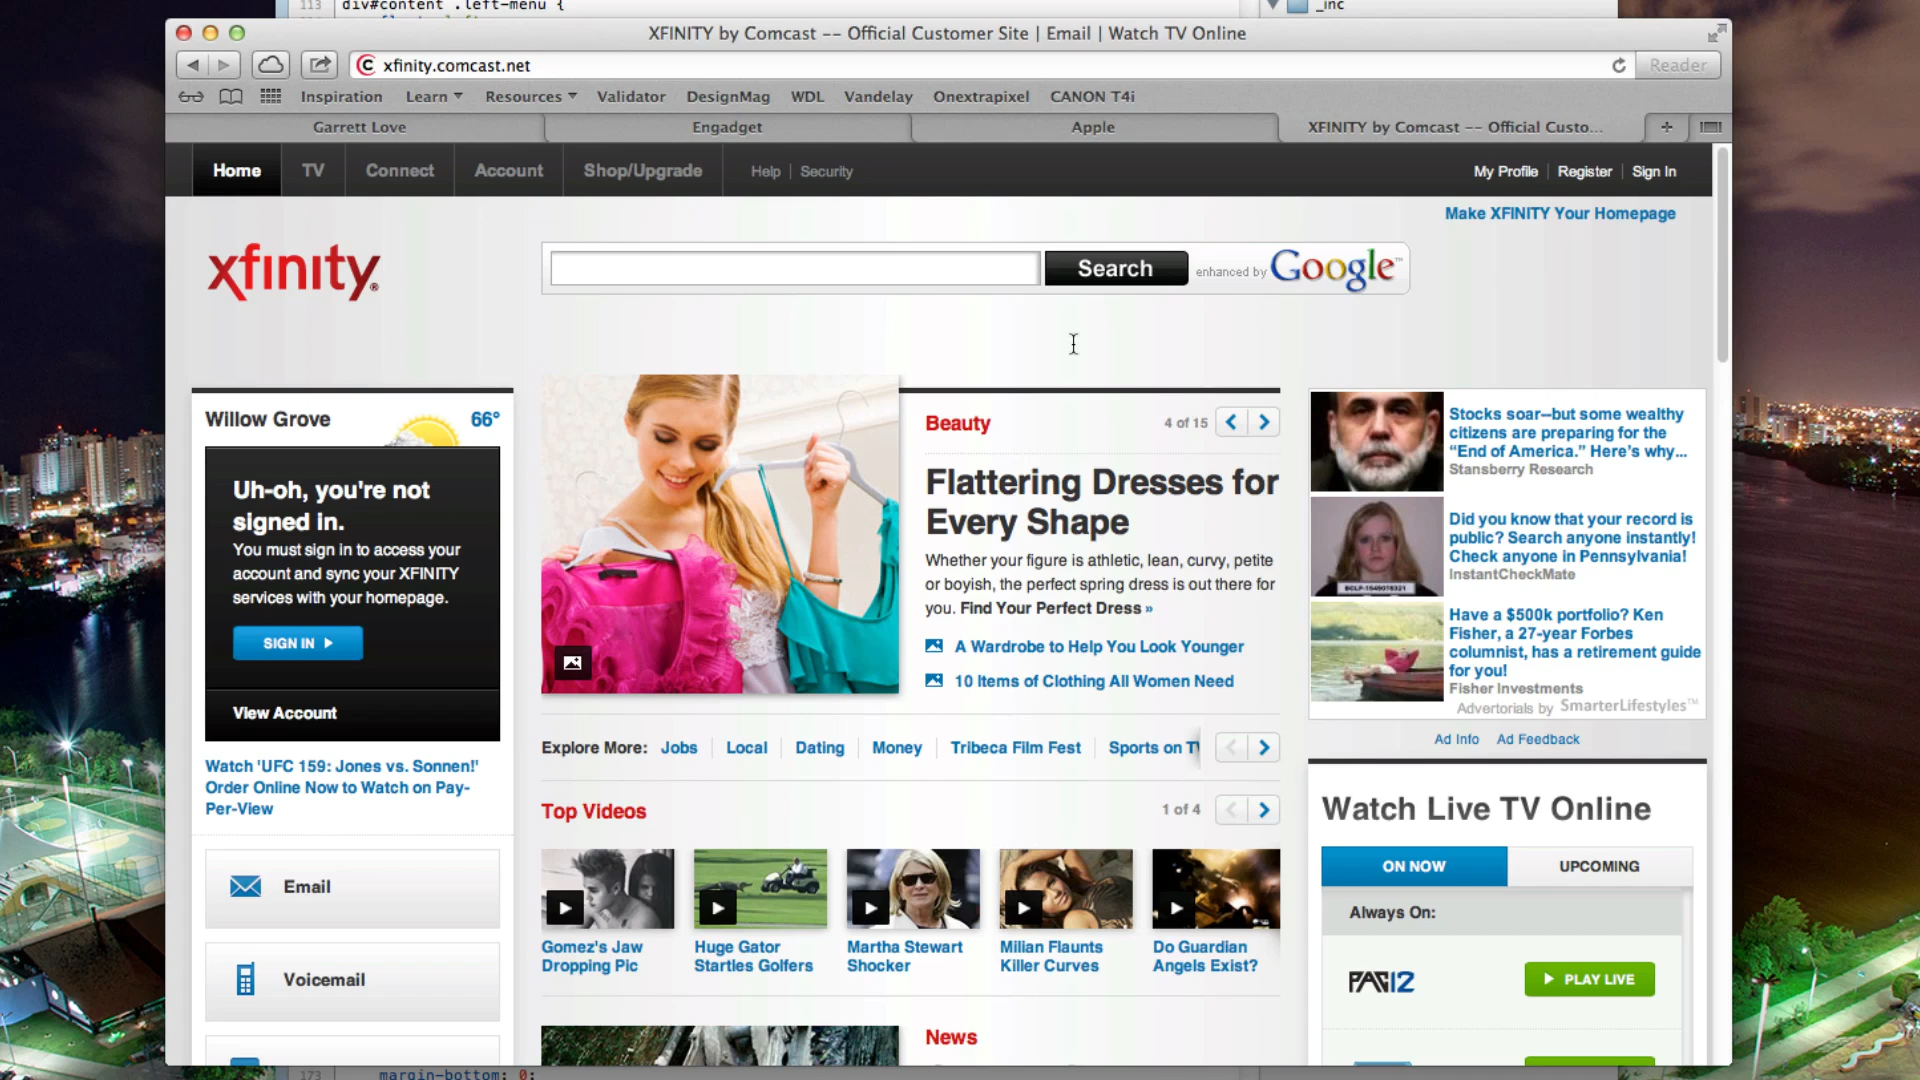 113 div#content .left-menu {
_inc
XFINITY by Comcast -- Official Customer Site | Email | Watch TV Online
xfinity.comcast.net
Reader
Inspiration Learn Resources Validator DesignMag WDL Vandelay Onextrapixel CANON T4i
Garrett Love Engadget Apple XFINITY by Comcast -- Official Custo...
Home TV Connect Account Shop/Upgrade Help | Security My Profile | Register | Sign In
Make XFINITY Your Homepage
xfinity®
Search enhanced by Google™
Willow Grove 66°
Uh-oh, you're not
signed in.
You must sign in to access your
account and sync your XFINITY
services with your homepage.
SIGN IN
View Account
Watch 'UFC 159: Jones vs. Sonnen!'
Order Online Now to Watch on Pay-
Per-View
Email
Voicemail
Beauty 4 of 15
Flattering Dresses for
Every Shape
Whether your figure is athletic, lean, curvy, petite
or boyish, the perfect spring dress is out there for
you. Find Your Perfect Dress »
A Wardrobe to Help You Look Younger
10 Items of Clothing All Women Need
Explore More: Jobs Local Dating Money Tribeca Film Fest Sports on T
Top Videos 1 of 4
Gomez's Jaw
Dropping Pic
Huge Gator
Startles Golfers
Martha Stewart
Shocker
Milian Flaunts
Killer Curves
Do Guardian
Angels Exist?
News
Stocks soar--but some wealthy
citizens are preparing for the
“End of America.” Here’s why...
Stansberry Research
Did you know that your record is
public? Search anyone instantly!
Check anyone in Pennsylvania!
InstantCheckMate
Have a $500k portfolio? Ken
Fisher, a 27-year Forbes
columnist, has a retirement guide
for you!
Fisher Investments
Advertorials by SmarterLifestyles™
Ad Info Ad Feedback
Watch Live TV Online
ON NOW UPCOMING
Always On:
PAC12 PLAY LIVE
173 margin-bottom: 0;